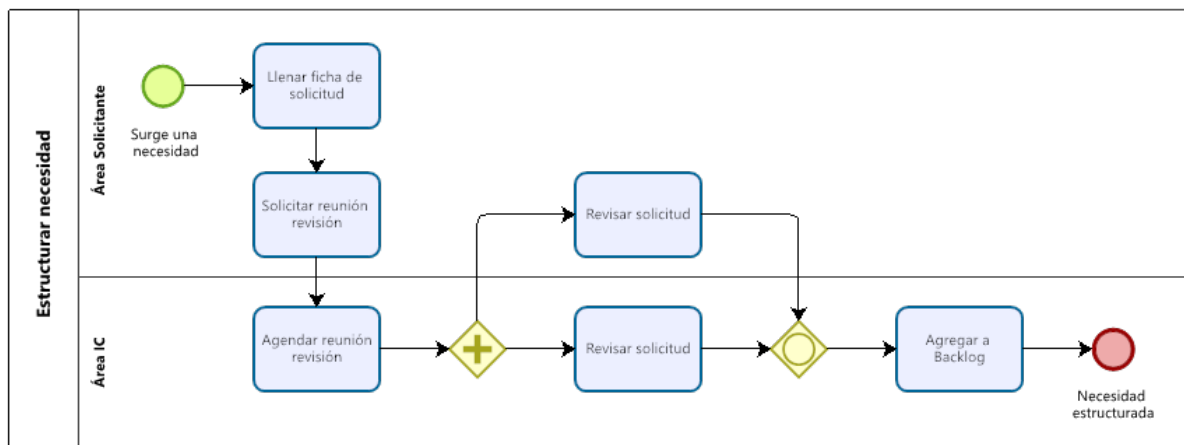 Estructurar necesidad
Área Solicitante
Surge una
necesidad
Llenar ficha de
solicitud
Solicitar reunión
revisión
Revisar solicitud
Área IC
Agendar reunión
revisión
Revisar solicitud
Agregar a
Backlog
Necesidad
estructurada